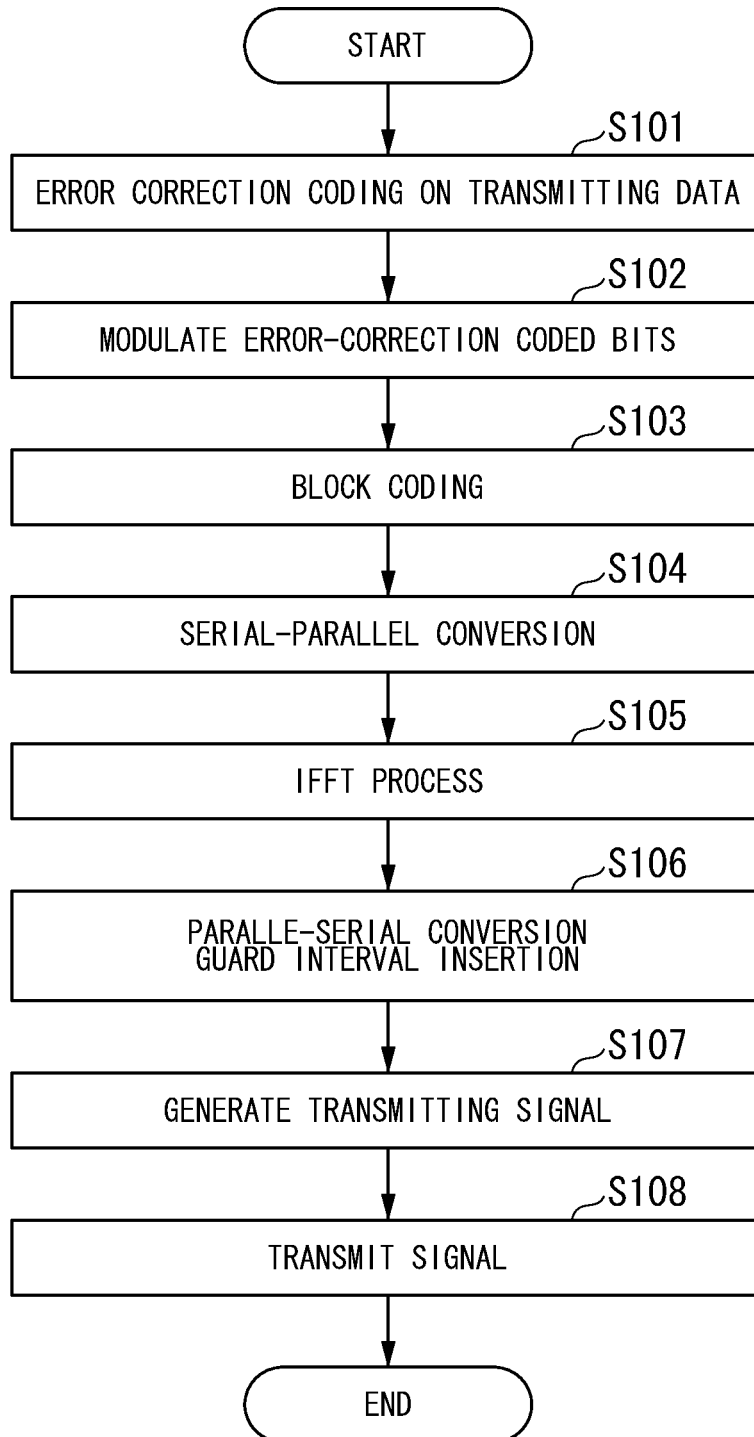 START
S101
ERROR CORRECTION CODING ON TRANSMITTING DATA
S102
MODULATE ERROR-CORRECTION CODED BITS
S103
BLOCK CODING
S104
SERIAL-PARALLEL CONVERSION
S105
IFFT PROCESS
S106
PARALLE-SERIAL CONVERSION
GUARD INTERVAL INSERTION
S107
GENERATE TRANSMITTING SIGNAL
S108
TRANSMIT SIGNAL
END